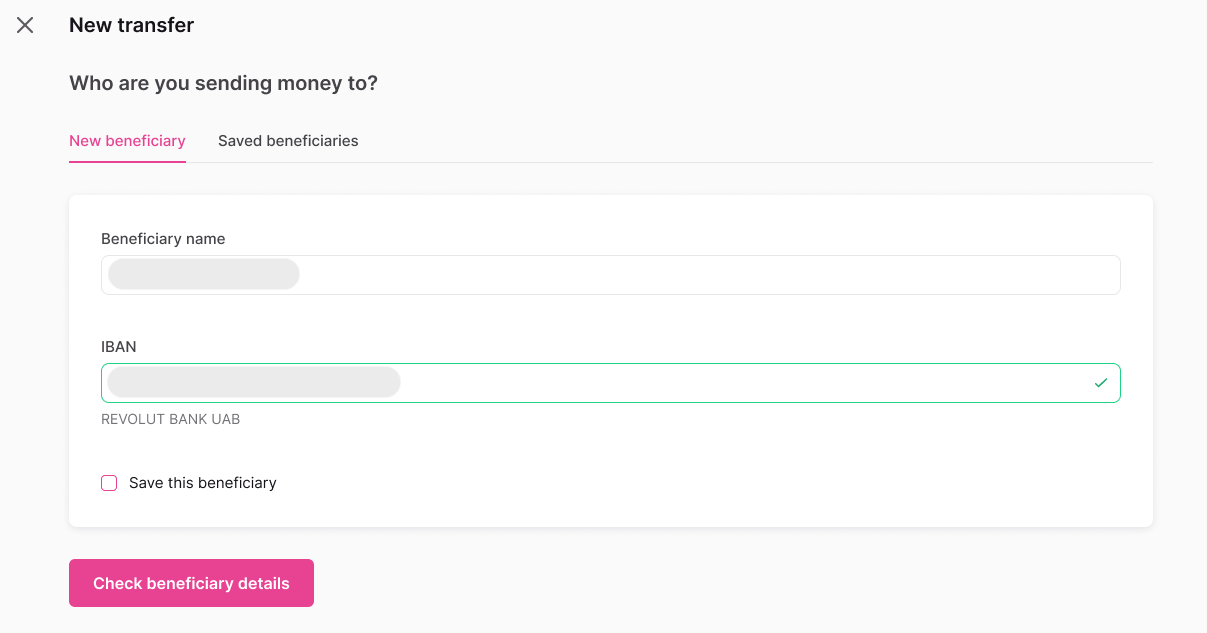 New transfer
Who are you sending money to?
New beneficiary Saved beneficiaries
Beneficiary name
IBAN
REVOLUT BANK UAB
Save this beneficiary
Check beneficiary details